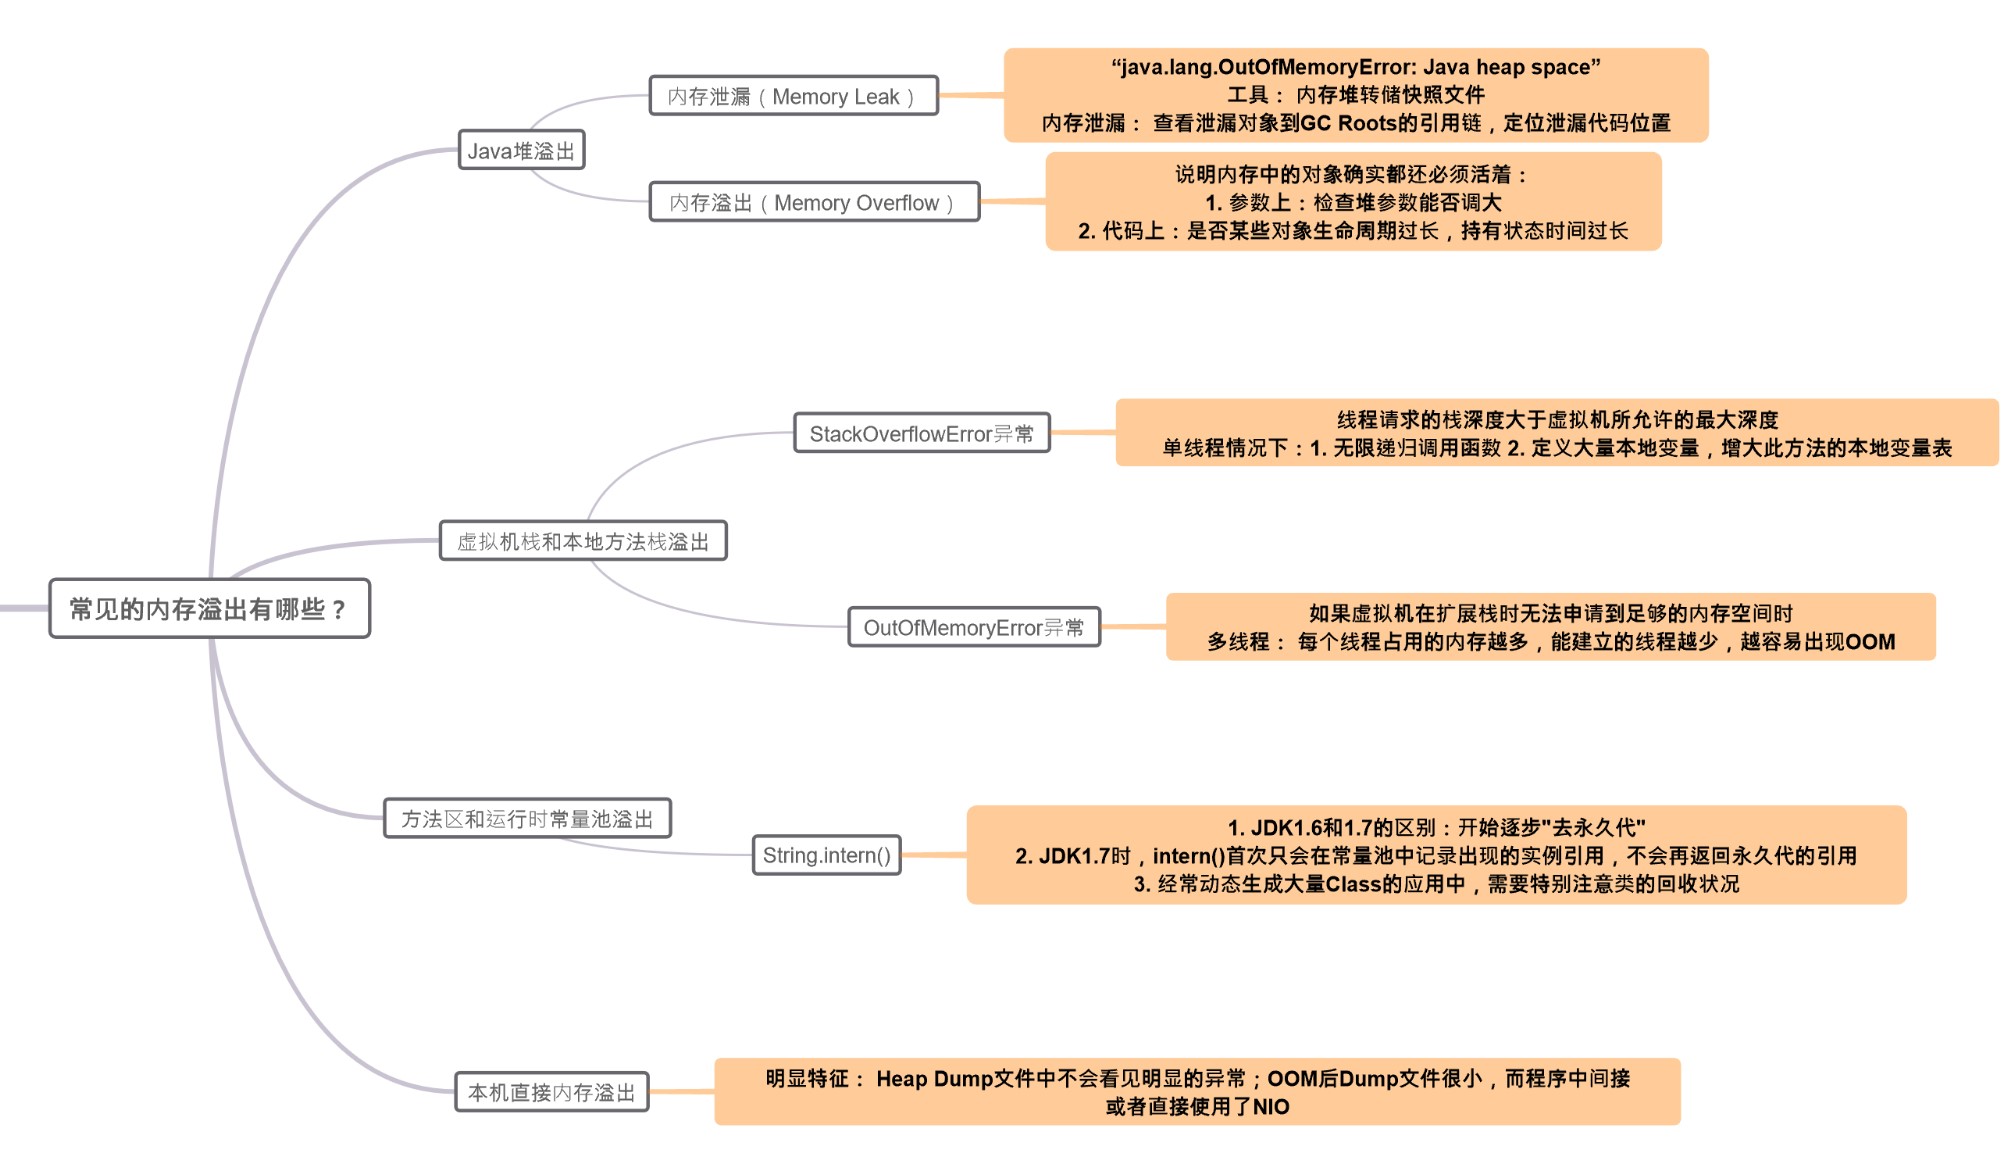 常见的内存溢出有哪些？
Java堆溢出
内存泄漏（Memory Leak）
“java.lang.OutOfMemoryError: Java heap space”
工具： 内存堆转储快照文件
内存泄漏： 查看泄漏对象到GC Roots的引用链，定位泄漏代码位置
内存溢出（Memory Overflow）
说明内存中的对象确实都还必须活着：
1. 参数上：检查堆参数能否调大
2. 代码上：是否某些对象生命周期过长，持有状态时间过长
虚拟机栈和本地方法栈溢出
StackOverflowError异常
线程请求的栈深度大于虚拟机所允许的最大深度
单线程情况下：1. 无限递归调用函数 2. 定义大量本地变量，增大此方法的本地变量表
OutOfMemoryError异常
如果虚拟机在扩展栈时无法申请到足够的内存空间时
多线程： 每个线程占用的内存越多，能建立的线程越少，越容易出现OOM
方法区和运行时常量池溢出
String.intern()
1. JDK1.6和1.7的区别：开始逐步"去永久代"
2. JDK1.7时，intern()首次只会在常量池中记录出现的实例引用，不会再返回永久代的引用
3. 经常动态生成大量Class的应用中，需要特别注意类的回收状况
本机直接内存溢出
明显特征： Heap Dump文件中不会看见明显的异常；OOM后Dump文件很小，而程序中间接
或者直接使用了NIO